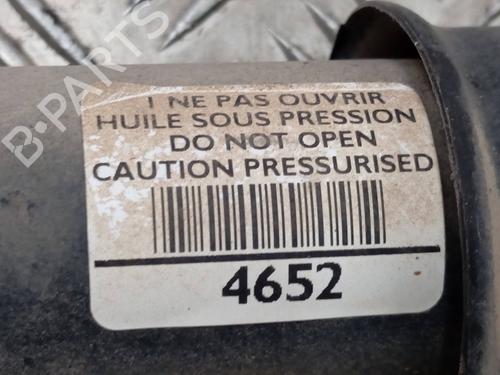 B-PARTS
! NE PAS OUVRIR
HUILE SOUS PRESSION
DO NOT OPEN
CAUTION PRESSURISED
4652